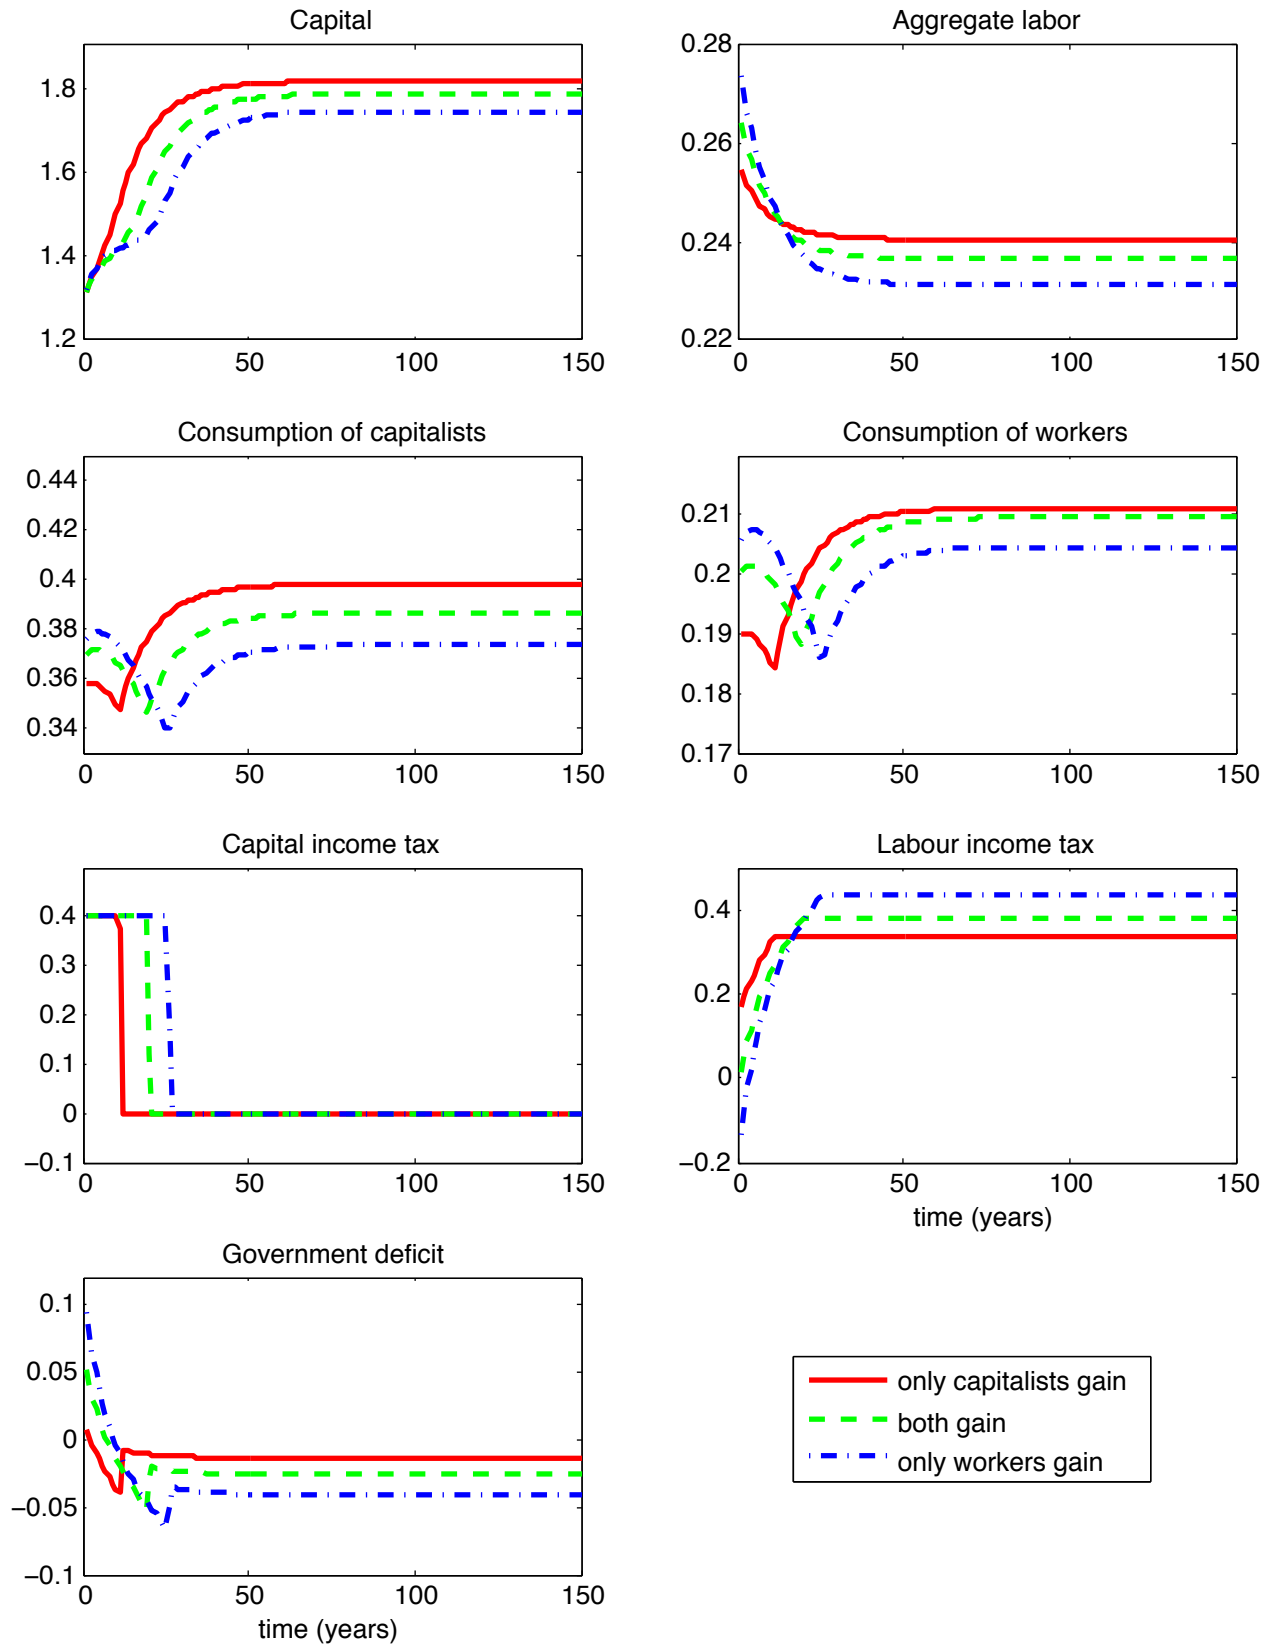 Capital
1.8
1.6
1.4
1.2
0 50 100 150
Aggregate labor
0.28
0.26
0.24
0.22
0 50 100 150
Consumption of capitalists
0.44
0.42
0.4
0.38
0.36
0.34
0 50 100 150
Consumption of workers
0.21
0.2
0.19
0.18
0.17
0 50 100 150
Capital income tax
0.4
0.3
0.2
0.1
0
−0.1
0 50 100 150
Labour income tax
0.4
0.2
0
−0.2
0 50 100 150
time (years)
Government deficit
0.1
0.05
0
−0.05
−0.1
0 50 100 150
time (years)
only capitalists gain
both gain
only workers gain